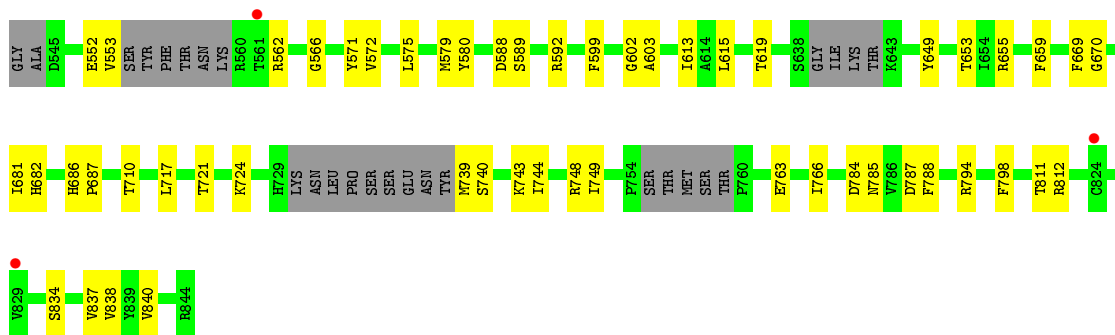 GLY ALA D545 E552 V553 SER TYR PHE THR ASN LYS R560 T561 R562 G566 Y571 V572 L575 M579 Y580 D588 S589 R592 F599 G602 A603 I613 A614 L615 T619 S638 GLY ILE LYS THR K643 Y649 T653 I654 R655 F659 F669 G670
I681 H682 H686 P687 T710 L717 T721 K724 H729 LYS ASN LEU PRO SER SER GLU ASN TYR M739 S740 K743 I744 R748 I749 P754 SER THR MET SER THR P760 E763 I766 D784 N785 V786 D787 F788 R794 F798 T811 R812 C824
V829 S834 V837 V838 Y839 V840 R844